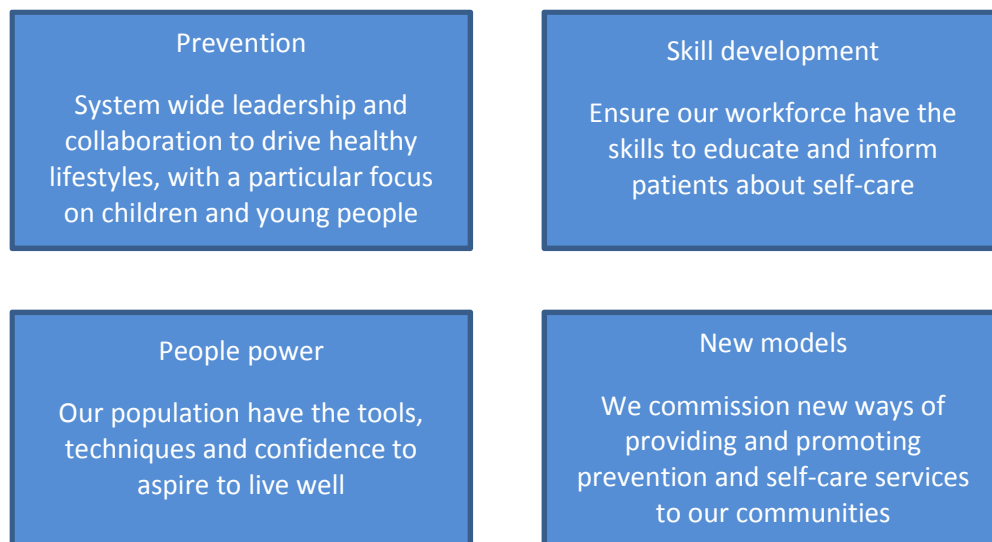 Prevention
System wide leadership and
collaboration to drive healthy
lifestyles, with a particular focus
on children and young people
Skill development
Ensure our workforce have the
skills to educate and inform
patients about self-care
People power
Our population have the tools,
techniques and confidence to
aspire to live well
New models
We commission new ways of
providing and promoting
prevention and self-care services
to our communities